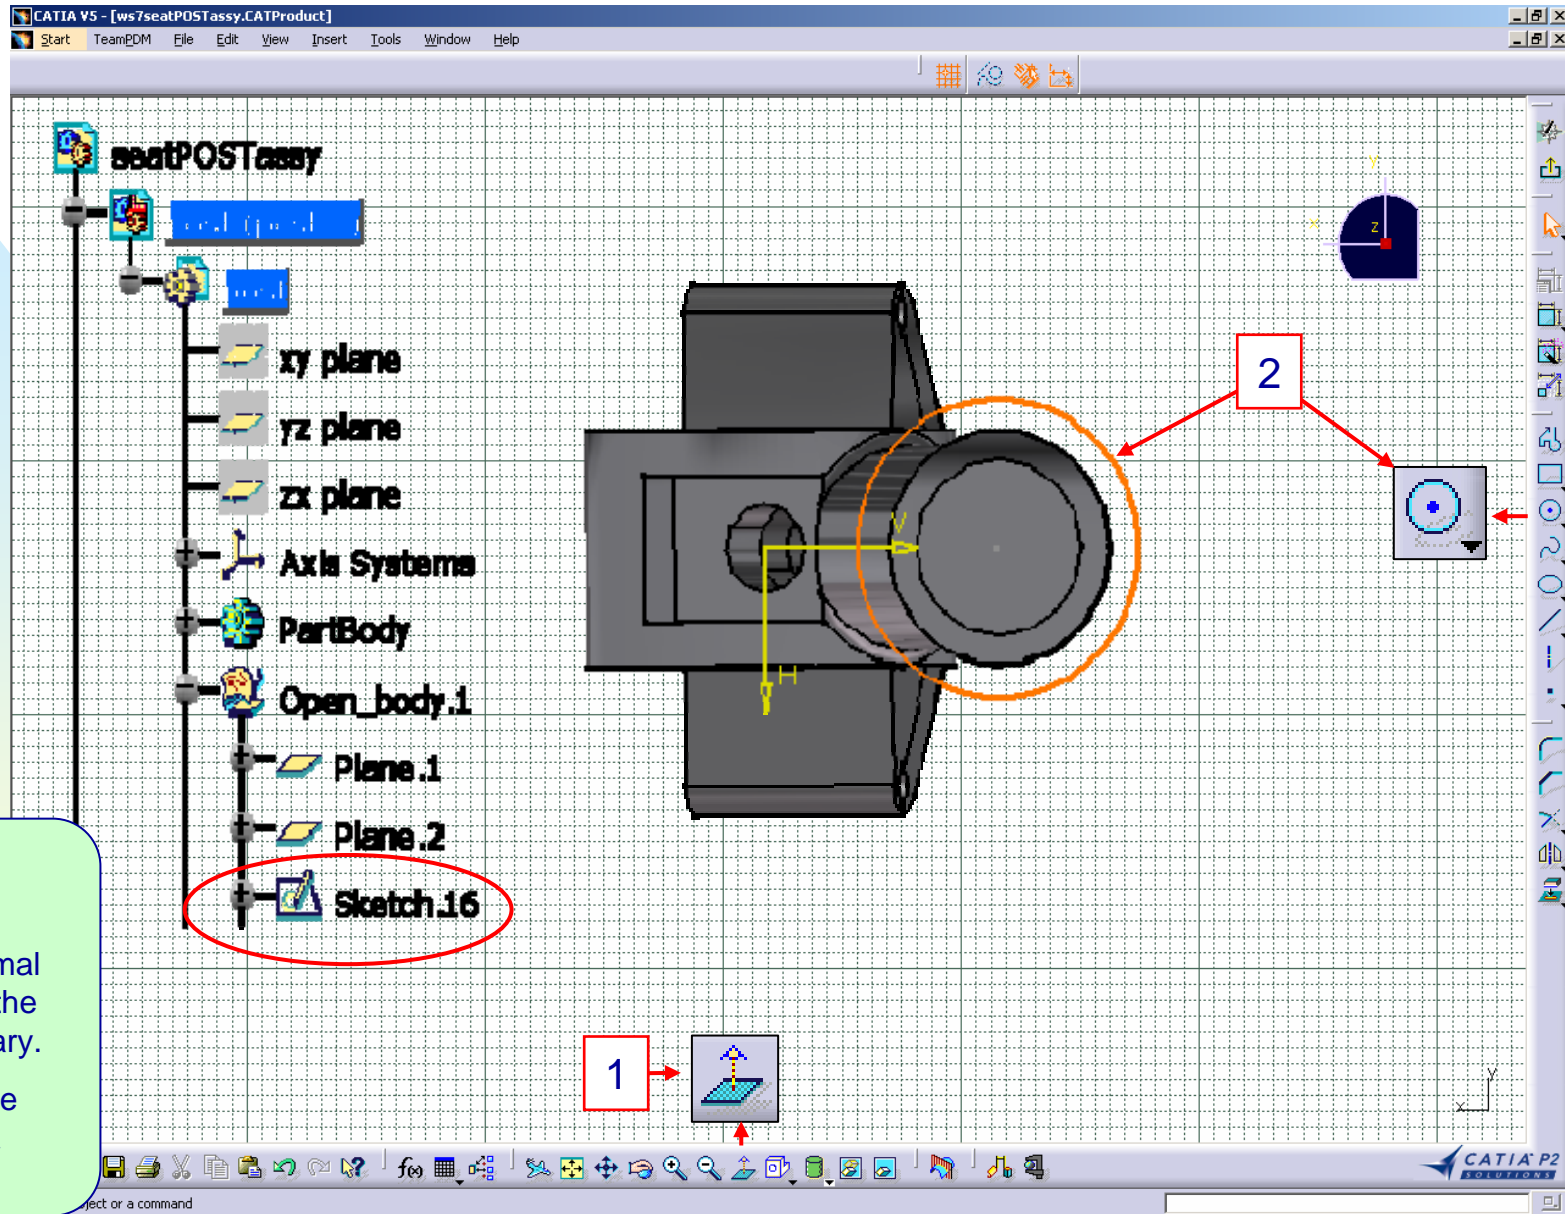 CATIA V5 - [ws7seatPOSTassy.CATProduct]
Start TeamPDM File Edit View Insert Tools Window Help
seatPOSTassy
xy plane
yz plane
zx plane
Axis Systems
PartBody
Open_body.1
Plane.1
Plane.2
Sketch.16
Y
X
Z
2
V
H
mal
the
ary.
e
1
y
x
f(x)
CATIA P2
SOLUTIONS
ject or a command